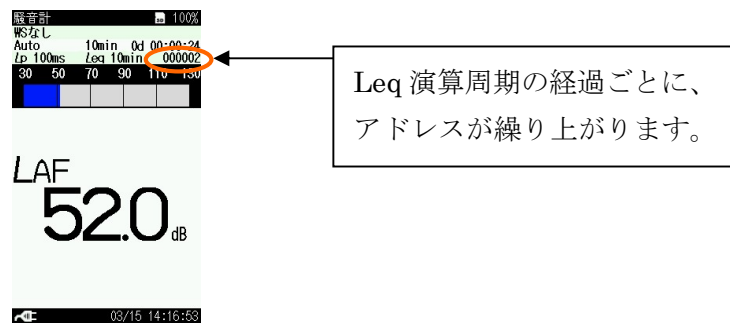 騒音計 100%
WSなし
Auto 10min 0d 00:00:24
Lp 100ms Leq 10min 000002
30 50 70 90 110 130
LAF
52.0 dB
03/15 14:16:53
Leq 演算周期の経過ごとに、
アドレスが繰り上がります。